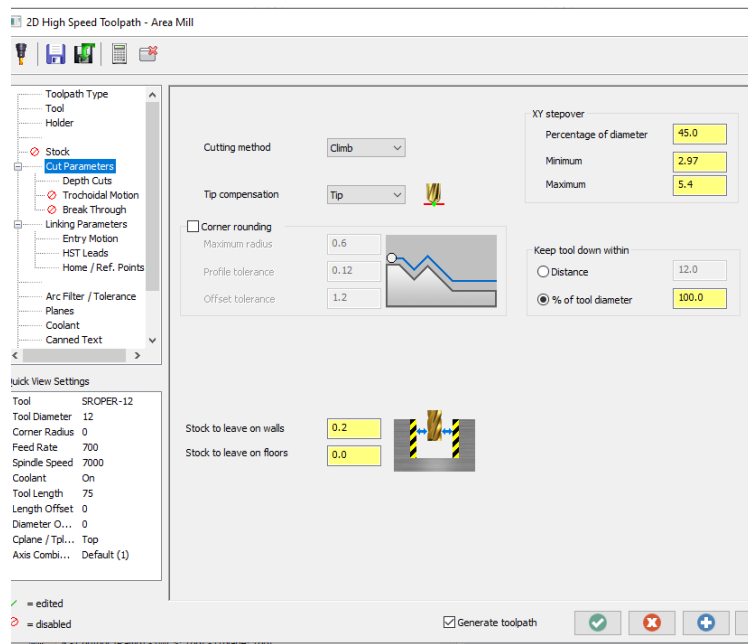 2D High Speed Toolpath - Area Mill
Toolpath Type
Tool
Holder
Stock
Cut Parameters
Depth Cuts
Trochoidal Motion
Break Through
Linking Parameters
Entry Motion
HST Leads
Home / Ref. Points
Arc Filter / Tolerance
Planes
Coolant
Canned Text
Quick View Settings
Tool SROPER-12
Tool Diameter 12
Corner Radius 0
Feed Rate 700
Spindle Speed 7000
Coolant On
Tool Length 75
Length Offset 0
Diameter O... 0
Cplane / Tpl... Top
Axis Combi... Default (1)
= edited
= disabled
Cutting method Climb
Tip compensation Tip
Corner rounding
Maximum radius 0.6
Profile tolerance 0.12
Offset tolerance 1.2
XY stepover
Percentage of diameter 45.0
Minimum 2.97
Maximum 5.4
Keep tool down within
Distance 12.0
% of tool diameter 100.0
Stock to leave on walls 0.2
Stock to leave on floors 0.0
Generate toolpath